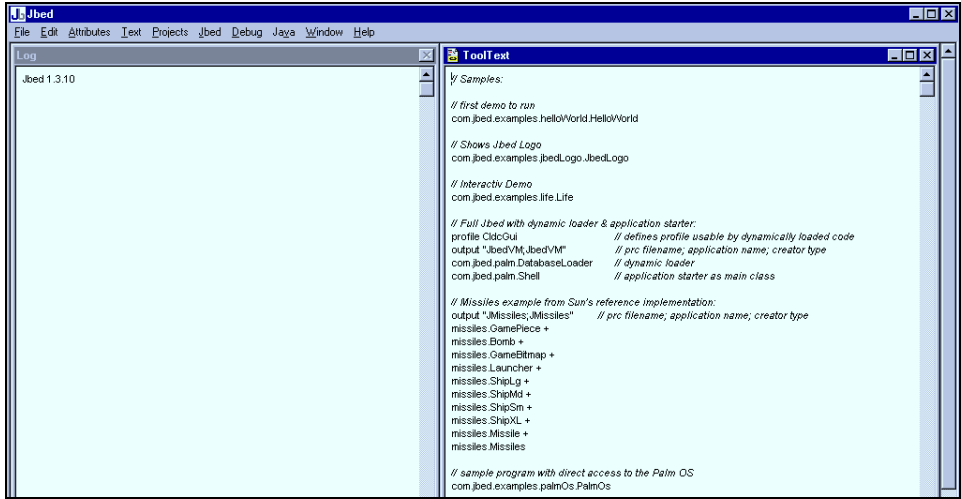 Jbed
File Edit Attributes Text Projects Jbed Debug Java Window Help
Log
Jbed 1.3.10
ToolText
// Samples:
// first demo to run
com.jbed.examples.helloWorld.HelloWorld
// Shows Jbed Logo
com.jbed.examples.jbedLogo.JbedLogo
// Interactiv Demo
com.jbed.examples.life.Life
// Full Jbed with dynamic loader & application starter:
profile CldcGui // defines profile usable by dynamically loaded code
output "JbedVM;JbedVM" // prc filename; application name; creator type
com.jbed.palm.DatabaseLoader // dynamic loader
com.jbed.palm.Shell // application starter as main class
// Missiles example from Sun's reference implementation:
output "JMissiles;JMissiles" // prc filename; application name; creator type
missiles.GamePiece +
missiles.Bomb +
missiles.GameBitmap +
missiles.Launcher +
missiles.ShipLg +
missiles.ShipMd +
missiles.ShipSm +
missiles.ShipXL +
missiles.Missile +
missiles.Missiles
// sample program with direct access to the Palm OS
com.jbed.examples.palmOs.PalmOs